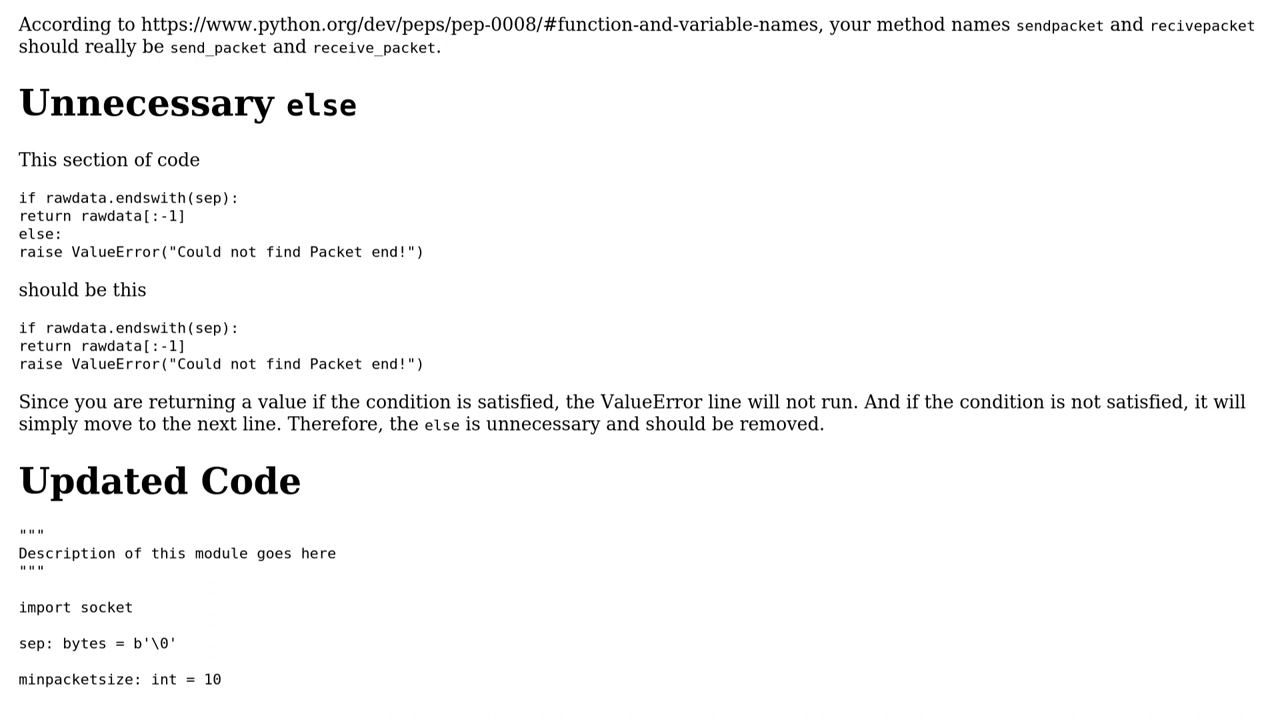 According to https://www.python.org/dev/peps/pep-0008/#function-and-variable-names, your method names sendpacket and recivepacket
should really be send_packet and receive_packet.
Unnecessary else
This section of code
if rawdata.endswith(sep):
return rawdata[:-1]
else:
raise ValueError("Could not find Packet end!")
should be this
if rawdata.endswith(sep):
return rawdata[:-1]
raise ValueError("Could not find Packet end!")
Since you are returning a value if the condition is satisfied, the ValueError line will not run. And if the condition is not satisfied, it will
simply move to the next line. Therefore, the else is unnecessary and should be removed.
Updated Code
"""
Description of this module goes here
"""
import socket
sep: bytes = b'\0'
minpacketsize: int = 10